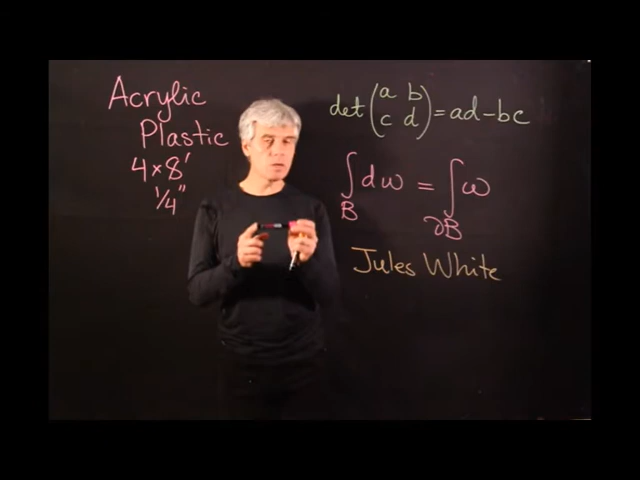 Acrylic
Plastic
4×8'
1/4"
det(a b
c d)=ad-bc
∫_B dω = ∫_∂B ω
Jules White